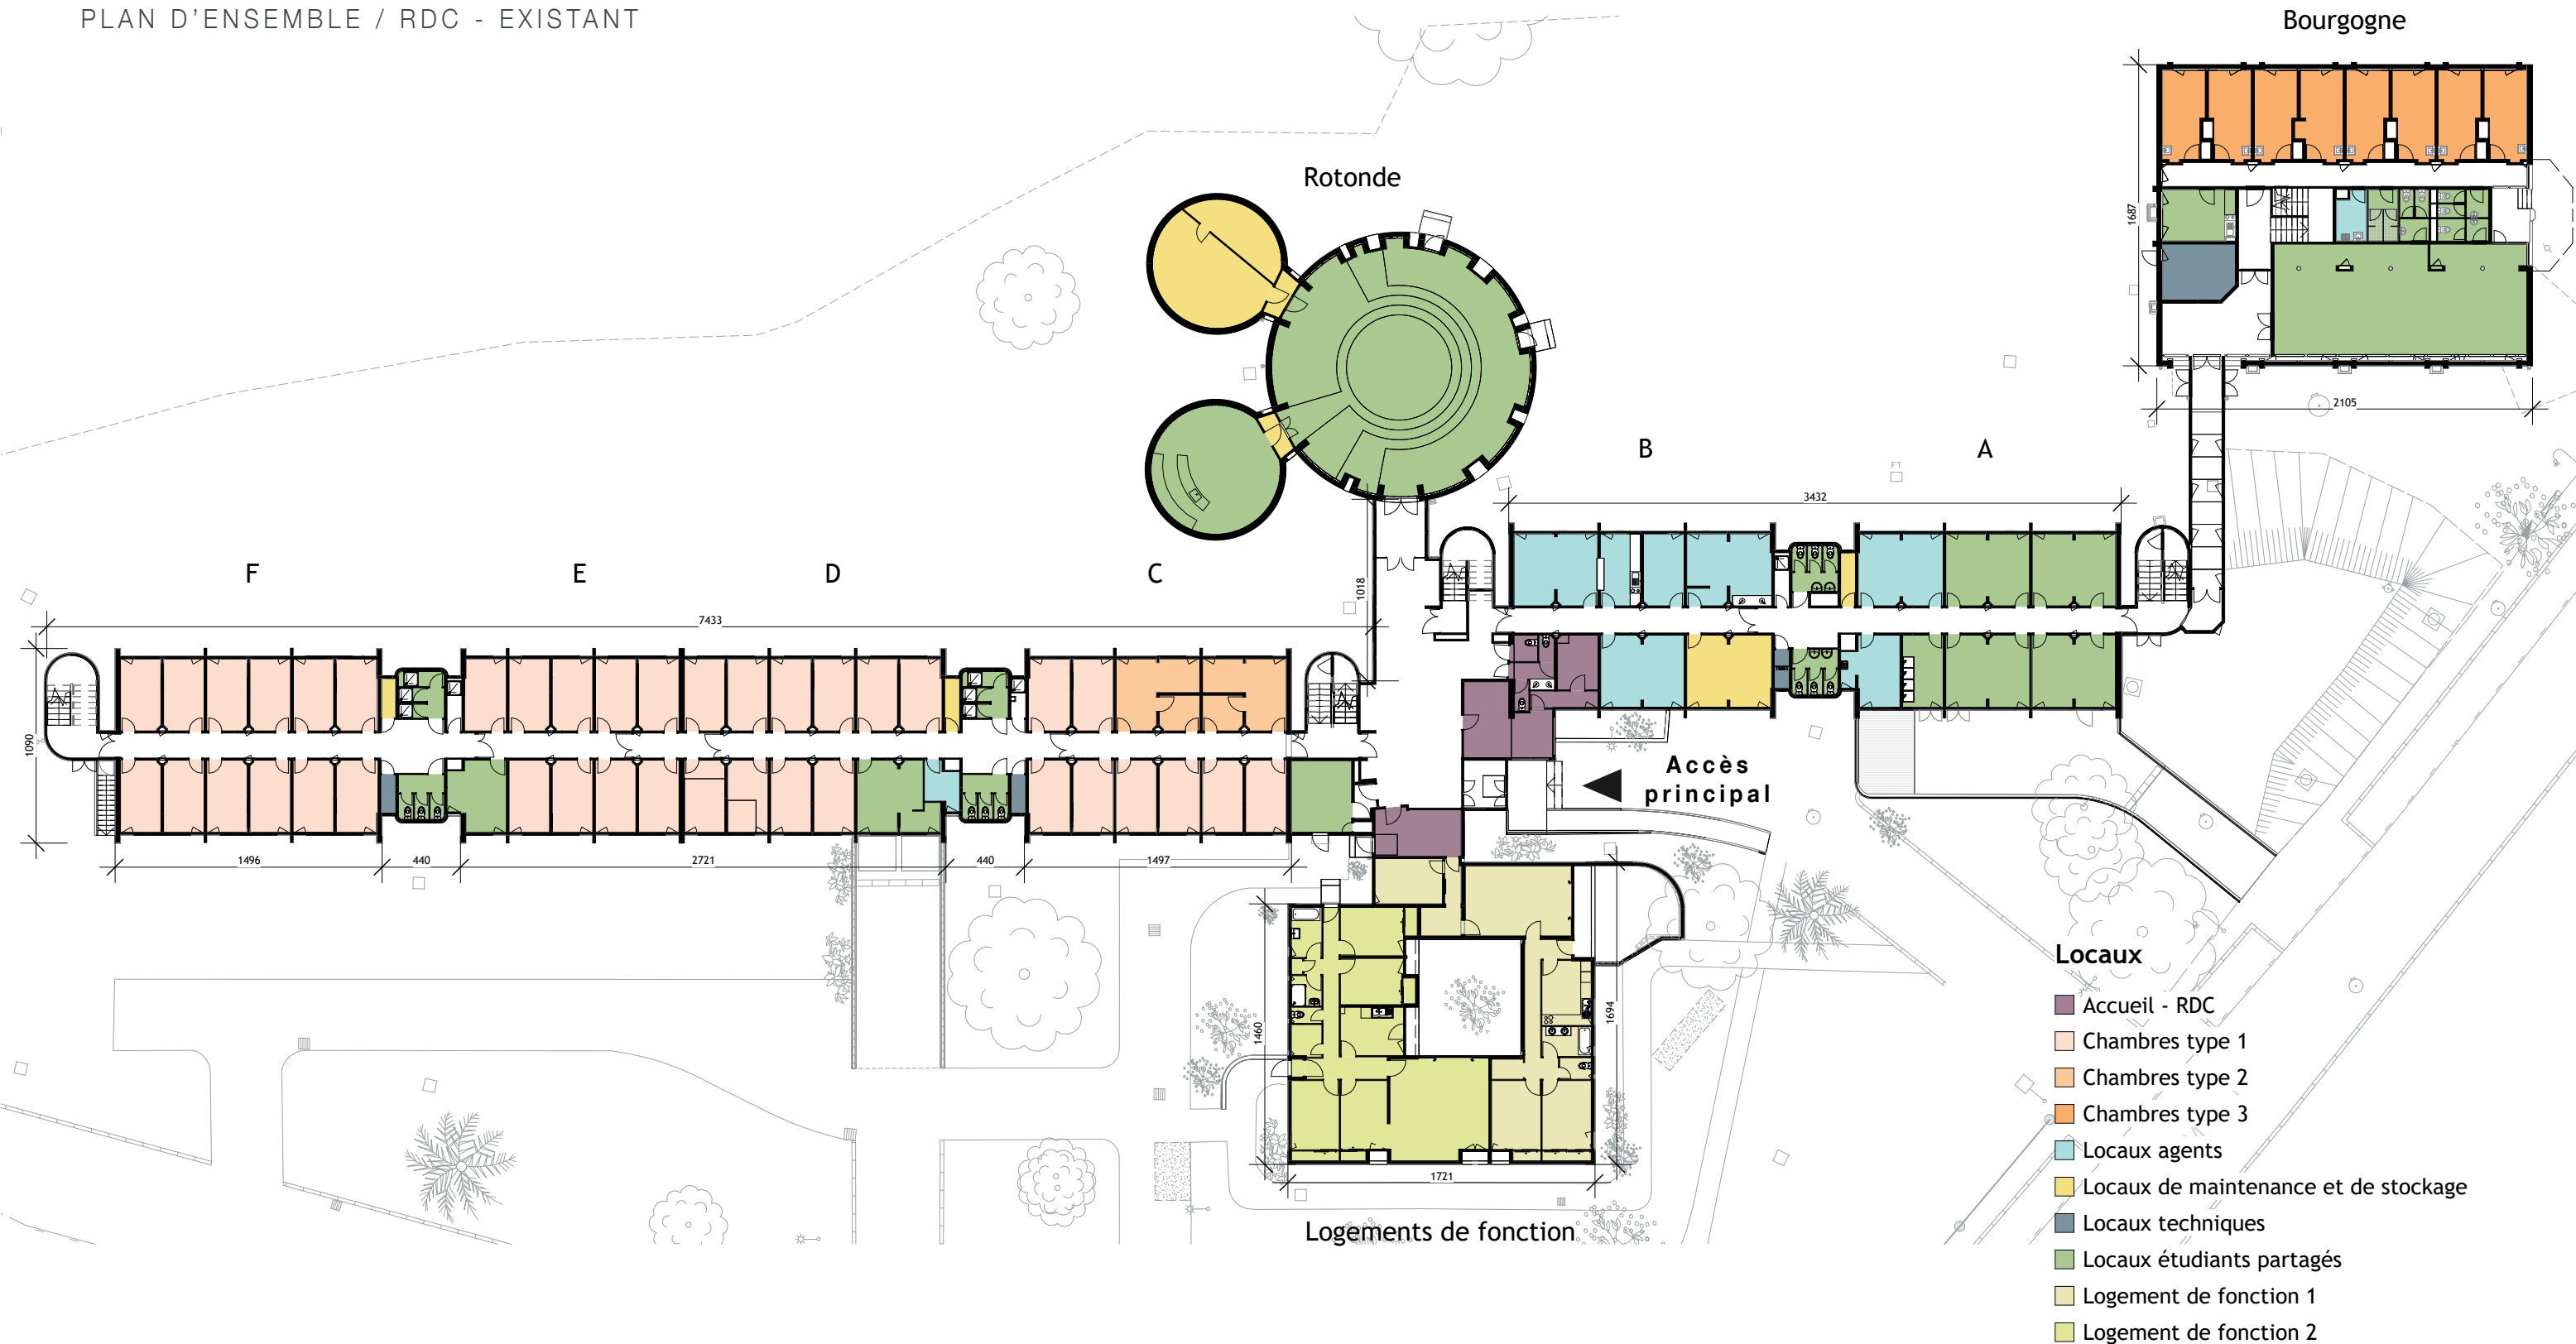 PLAN D'ENSEMBLE / RDC - EXISTANT
Bourgogne
1687
2105
Rotonde
B
A
FT
3432
1018
F
E
D
C
7433
1090
1496
440
2721
440
1497
Accès
principal
1460
1694
1721
Logements de fonction
Locaux
Accueil - RDC
Chambres type 1
Chambres type 2
Chambres type 3
Locaux agents
Locaux de maintenance et de stockage
Locaux techniques
Locaux étudiants partagés
Logement de fonction 1
Logement de fonction 2